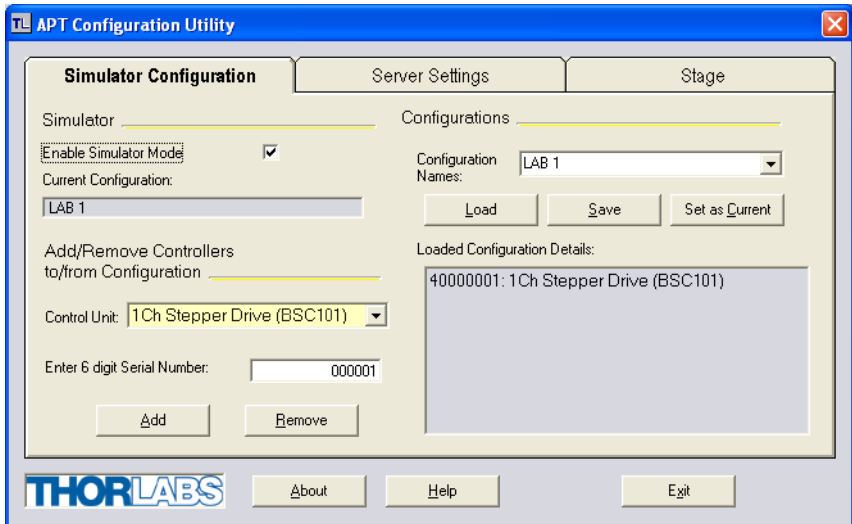 TL APT Configuration Utility
Simulator Configuration
Server Settings
Stage
Simulator
Enable Simulator Mode
Current Configuration:
LAB 1
Add/Remove Controllers
to/from Configuration
Control Unit: 1Ch Stepper Drive (BSC101)
Enter 6 digit Serial Number: 000001
Add
Remove
Configurations
Configuration
Names:
LAB 1
Load
Save
Set as Current
Loaded Configuration Details:
40000001: 1Ch Stepper Drive (BSC101)
THORLABS
About
Help
Exit